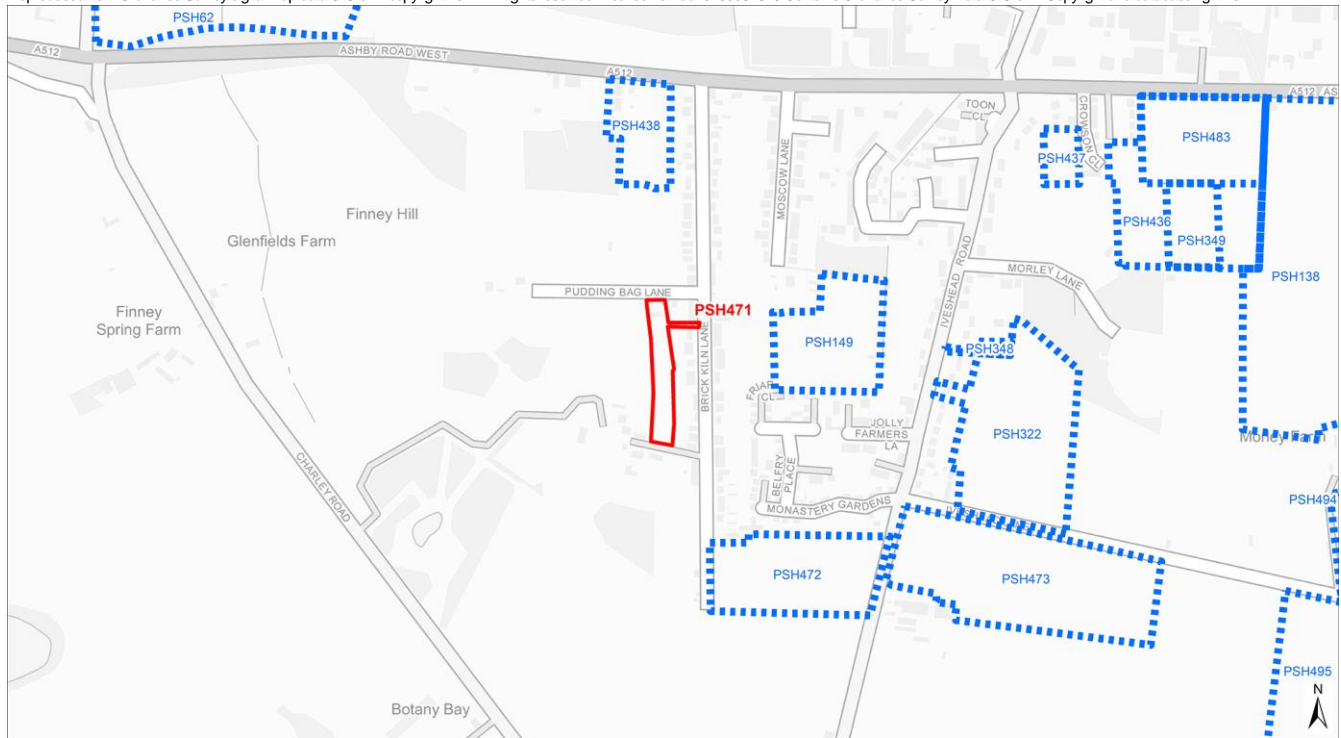 PSH62
A512
ASHBY ROAD WEST
A512
A512
TOON
CL
CROWSON CL
PSH438
PSH437
PSH483
MOSCOW LANE
PSH436
PSH349
Finney Hill
Glenfields Farm
IVESHEAD ROAD
MORLEY LANE
PSH138
PUDDING BAG LANE
Finney
Spring Farm
PSH471
BRICK KILN LANE
PSH149
PSH348
FRIAR
CL
JOLLY
FARMERS
LA
PSH322
CHARLEY ROAD
BELFRY
PLACE
MONASTERY GARDENS
PSH494
PSH472
PSH473
PSH495
Botany Bay
N